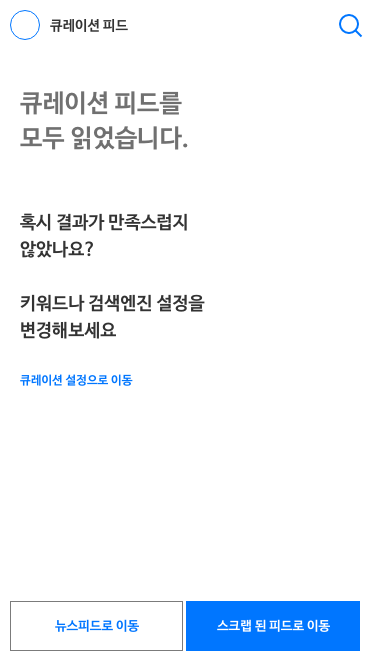 큐레이션 피드
큐레이션 피드를
모두 읽었습니다.
혹시 결과가 만족스럽지
않았나요?
키워드나 검색엔진 설정을
변경해보세요
큐레이션 설정으로 이동
뉴스피드로 이동
스크랩 된 피드로 이동